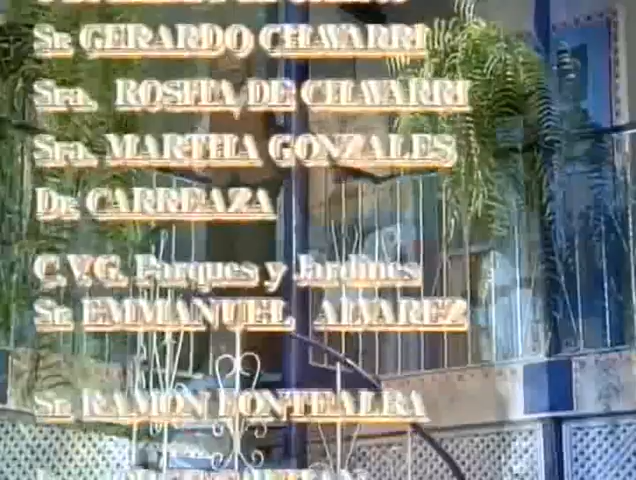 Sr. GERARDO CHAVARRI
Sra. ROSITA DE CHAVARRI
Sra. MARTHA GONZALES
Dr. CARREAZA
C.V.G. Parques y Jardines
Sr. EMMANUEL ALVAREZ
Sr. RAMON FONTEALBA